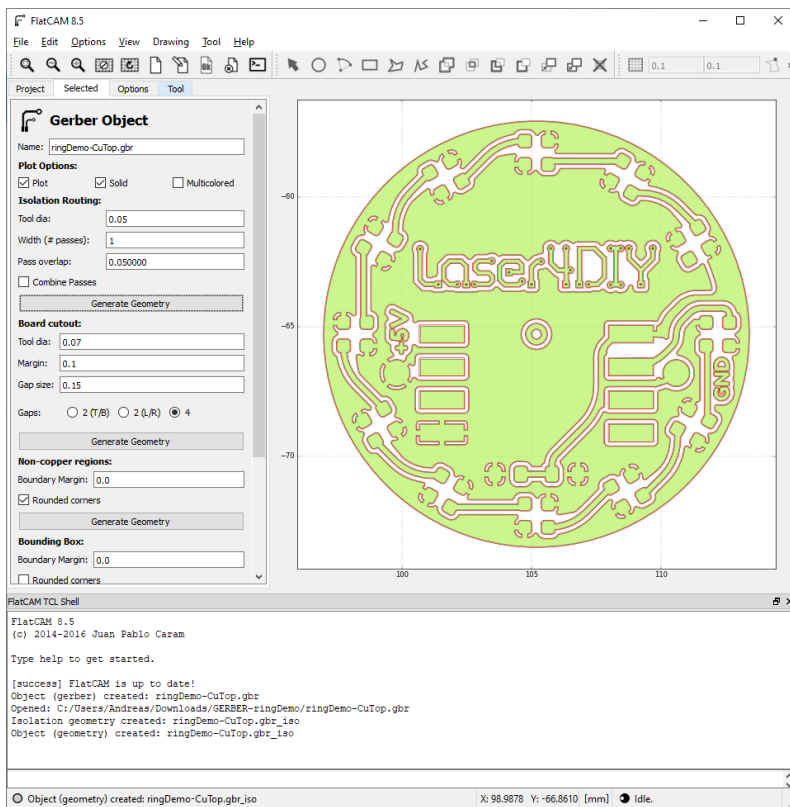 FlatCAM 8.5
File Edit Options View Drawing Tool Help
0.1 0.1
Project Selected Options Tool
Gerber Object
Name: ringDemo-CuTop.gbr
Plot Options:
Plot Solid Multicolored
Isolation Routing:
Tool dia: 0.05
Width (# passes): 1
Pass overlap: 0.050000
Combine Passes
Generate Geometry
Board cutout:
Tool dia: 0.07
Margin: 0.1
Gap size: 0.15
Gaps: 2 (T/B) 2 (L/R) 4
Generate Geometry
Non-copper regions:
Boundary Margin: 0.0
Rounded corners
Generate Geometry
Bounding Box:
Boundary Margin: 0.0
Rounded corners
−60
−65
−70
100 105 110
Laser4DIY
+5V
GND
FlatCAM TCL Shell
FlatCAM 8.5
(c) 2014-2016 Juan Pablo Caram
Type help to get started.
[success] FlatCAM is up to date!
Object (gerber) created: ringDemo-CuTop.gbr
Opened: C:/Users/Andreas/Downloads/GERBER-ringDemo/ringDemo-CuTop.gbr
Isolation geometry created: ringDemo-CuTop.gbr_iso
Object (geometry) created: ringDemo-CuTop.gbr_iso
Object (geometry) created: ringDemo-CuTop.gbr_iso X: 98.9878 Y: -66.8610 [mm] Idle.